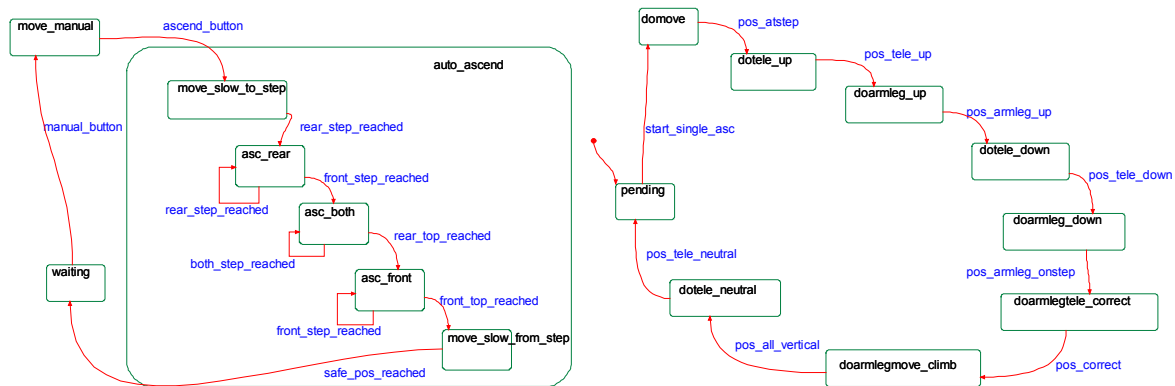 move_manual
ascend_button
auto_ascend
move_slow_to_step
manual_button
rear_step_reached
asc_rear
front_step_reached
rear_step_reached
asc_both
rear_top_reached
both_step_reached
waiting
asc_front
front_top_reached
front_step_reached
move_slow_from_step
safe_pos_reached
domove
pos_atstep
dotele_up
pos_tele_up
doarmleg_up
pos_armleg_up
start_single_asc
dotele_down
pos_tele_down
pending
doarmleg_down
pos_tele_neutral
pos_armleg_onstep
dotele_neutral
doarmlegtele_correct
pos_all_vertical
doarmlegmove_climb
pos_correct